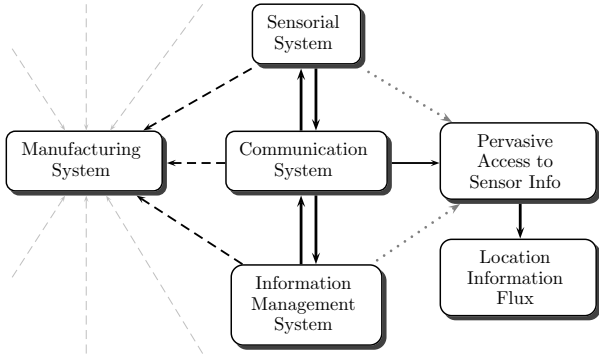 Sensorial
System
Manufacturing
System
Communication
System
Pervasive
Access to
Sensor Info
Information
Management
System
Location
Information
Flux